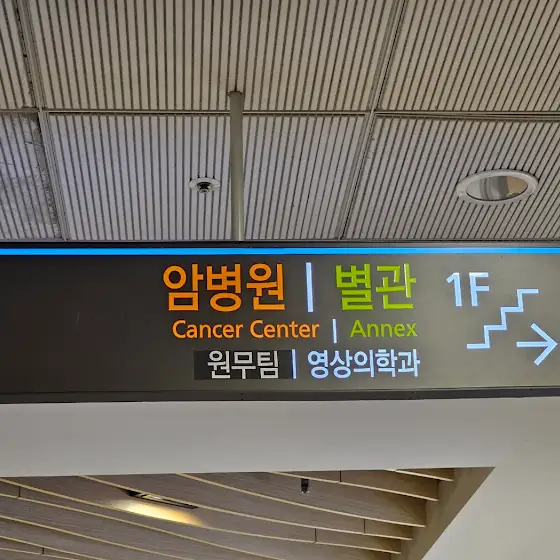 암병원 | 별관 1F
Cancer Center | Annex
원무팀 | 영상의학과